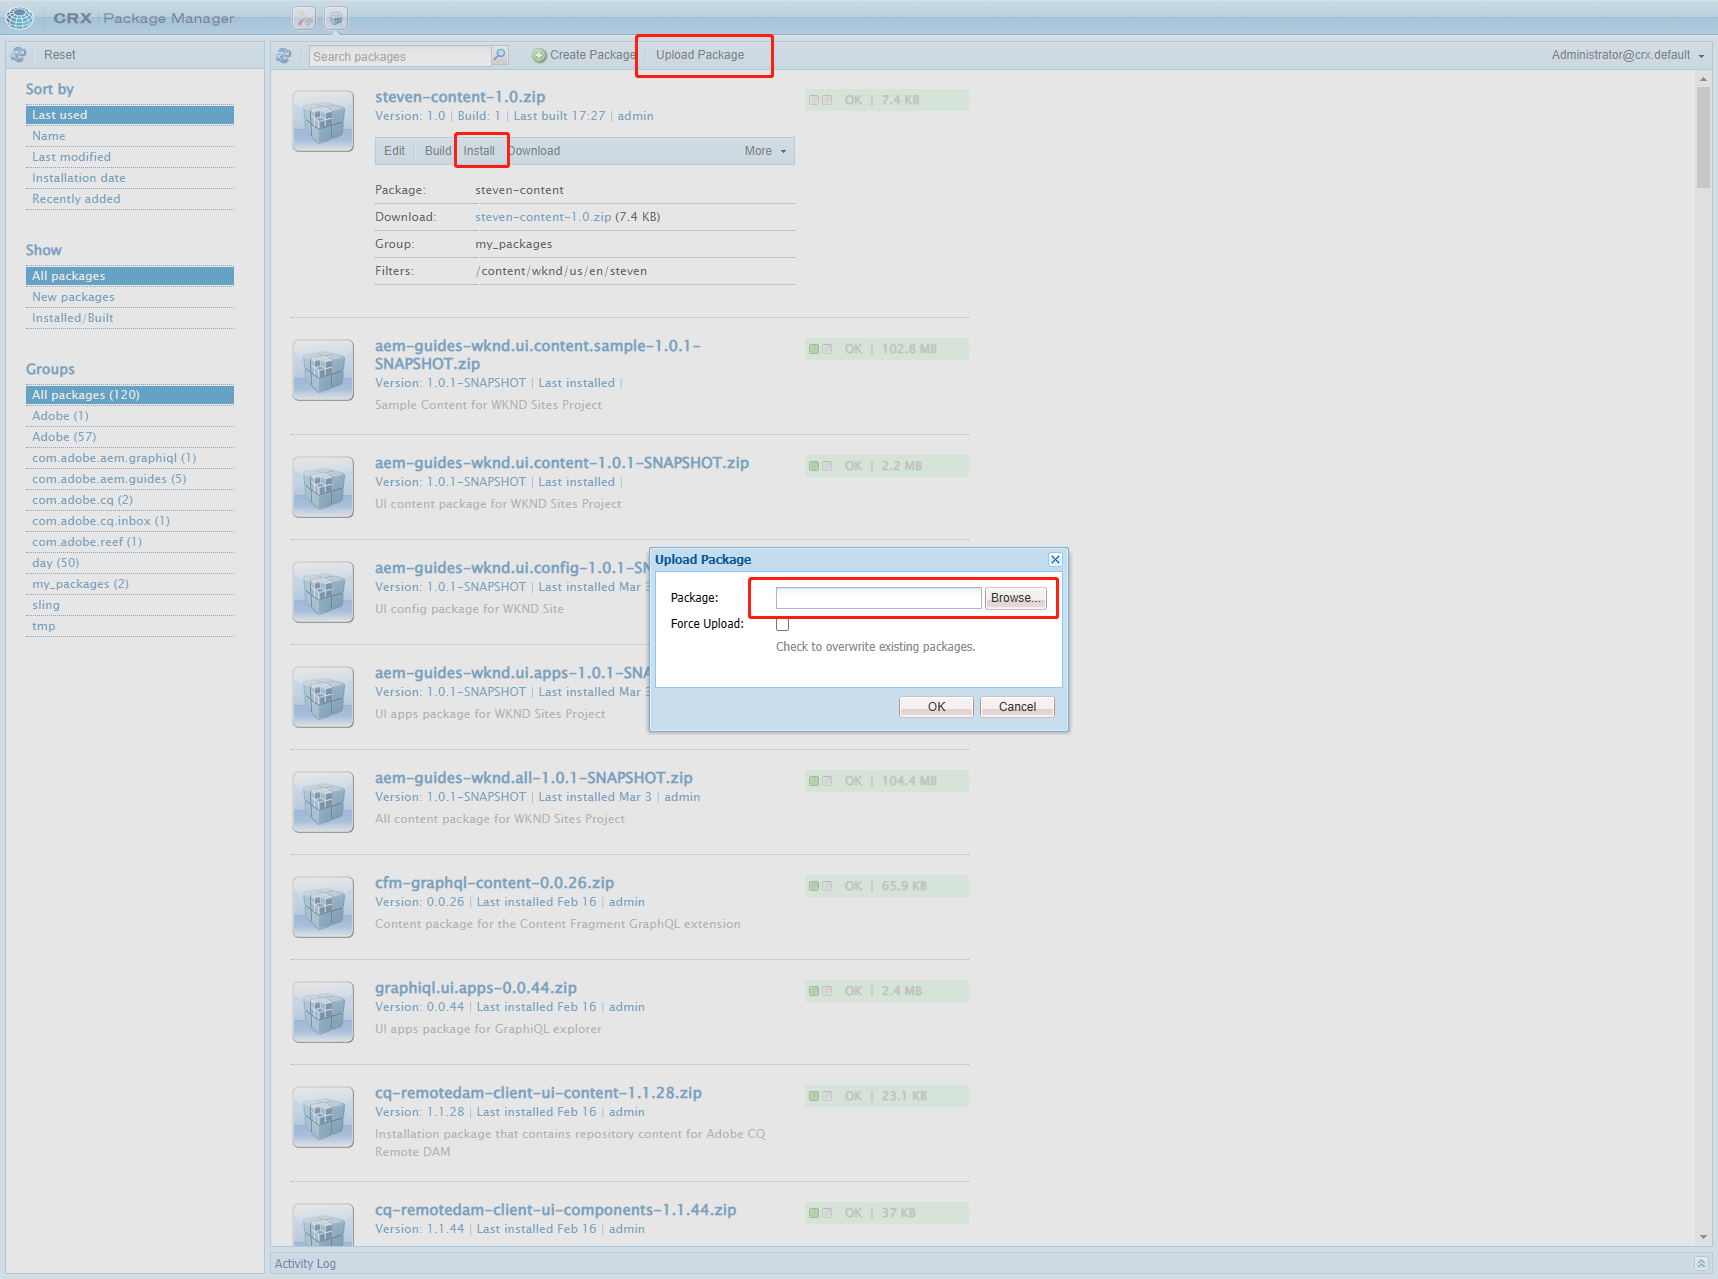 CRX | Package Manager
Reset
Sort by
Last used
Name
Last modified
Installation date
Recently added
Show
All packages
New packages
Installed/Built
Groups
All packages (120)
Adobe (1)
Adobe (57)
com.adobe.aem.graphiql (1)
com.adobe.aem.guides (5)
com.adobe.cq (2)
com.adobe.cq.inbox (1)
com.adobe.reef (1)
day (50)
my_packages (2)
sling
tmp
Search packages Create Package Upload Package Administrator@crx.default
steven-content-1.0.zip OK | 7.4 KB
Version: 1.0 | Build: 1 | Last built 17:27 | admin
Edit Build Install Download More
Package: steven-content
Download: steven-content-1.0.zip (7.4 KB)
Group: my_packages
Filters: /content/wknd/us/en/steven
aem-guides-wknd.ui.content.sample-1.0.1-
SNAPSHOT.zip
OK | 102.8 MB
Version: 1.0.1-SNAPSHOT | Last installed |
Sample Content for WKND Sites Project
aem-guides-wknd.ui.content-1.0.1-SNAPSHOT.zip OK | 2.2 MB
Version: 1.0.1-SNAPSHOT | Last installed |
UI content package for WKND Sites Project
aem-guides-wknd.ui.config-1.0.1-SN
Version: 1.0.1-SNAPSHOT | Last installed Mar 3
UI config package for WKND Site
aem-guides-wknd.ui.apps-1.0.1-SNA
Version: 1.0.1-SNAPSHOT | Last installed Mar 3
UI apps package for WKND Sites Project
Upload Package
Package: Browse...
Force Upload:
Check to overwrite existing packages.
OK Cancel
aem-guides-wknd.all-1.0.1-SNAPSHOT.zip OK | 104.4 MB
Version: 1.0.1-SNAPSHOT | Last installed Mar 3 | admin
All content package for WKND Sites Project
cfm-graphql-content-0.0.26.zip OK | 65.9 KB
Version: 0.0.26 | Last installed Feb 16 | admin
Content package for the Content Fragment GraphQL extension
graphiql.ui.apps-0.0.44.zip OK | 2.4 MB
Version: 0.0.44 | Last installed Feb 16 | admin
UI apps package for GraphiQL explorer
cq-remotedam-client-ui-content-1.1.28.zip OK | 23.1 KB
Version: 1.1.28 | Last installed Feb 16 | admin
Installation package that contains repository content for Adobe CQ
Remote DAM
cq-remotedam-client-ui-components-1.1.44.zip OK | 37 KB
Version: 1.1.44 | Last installed Feb 16 | admin
Activity Log